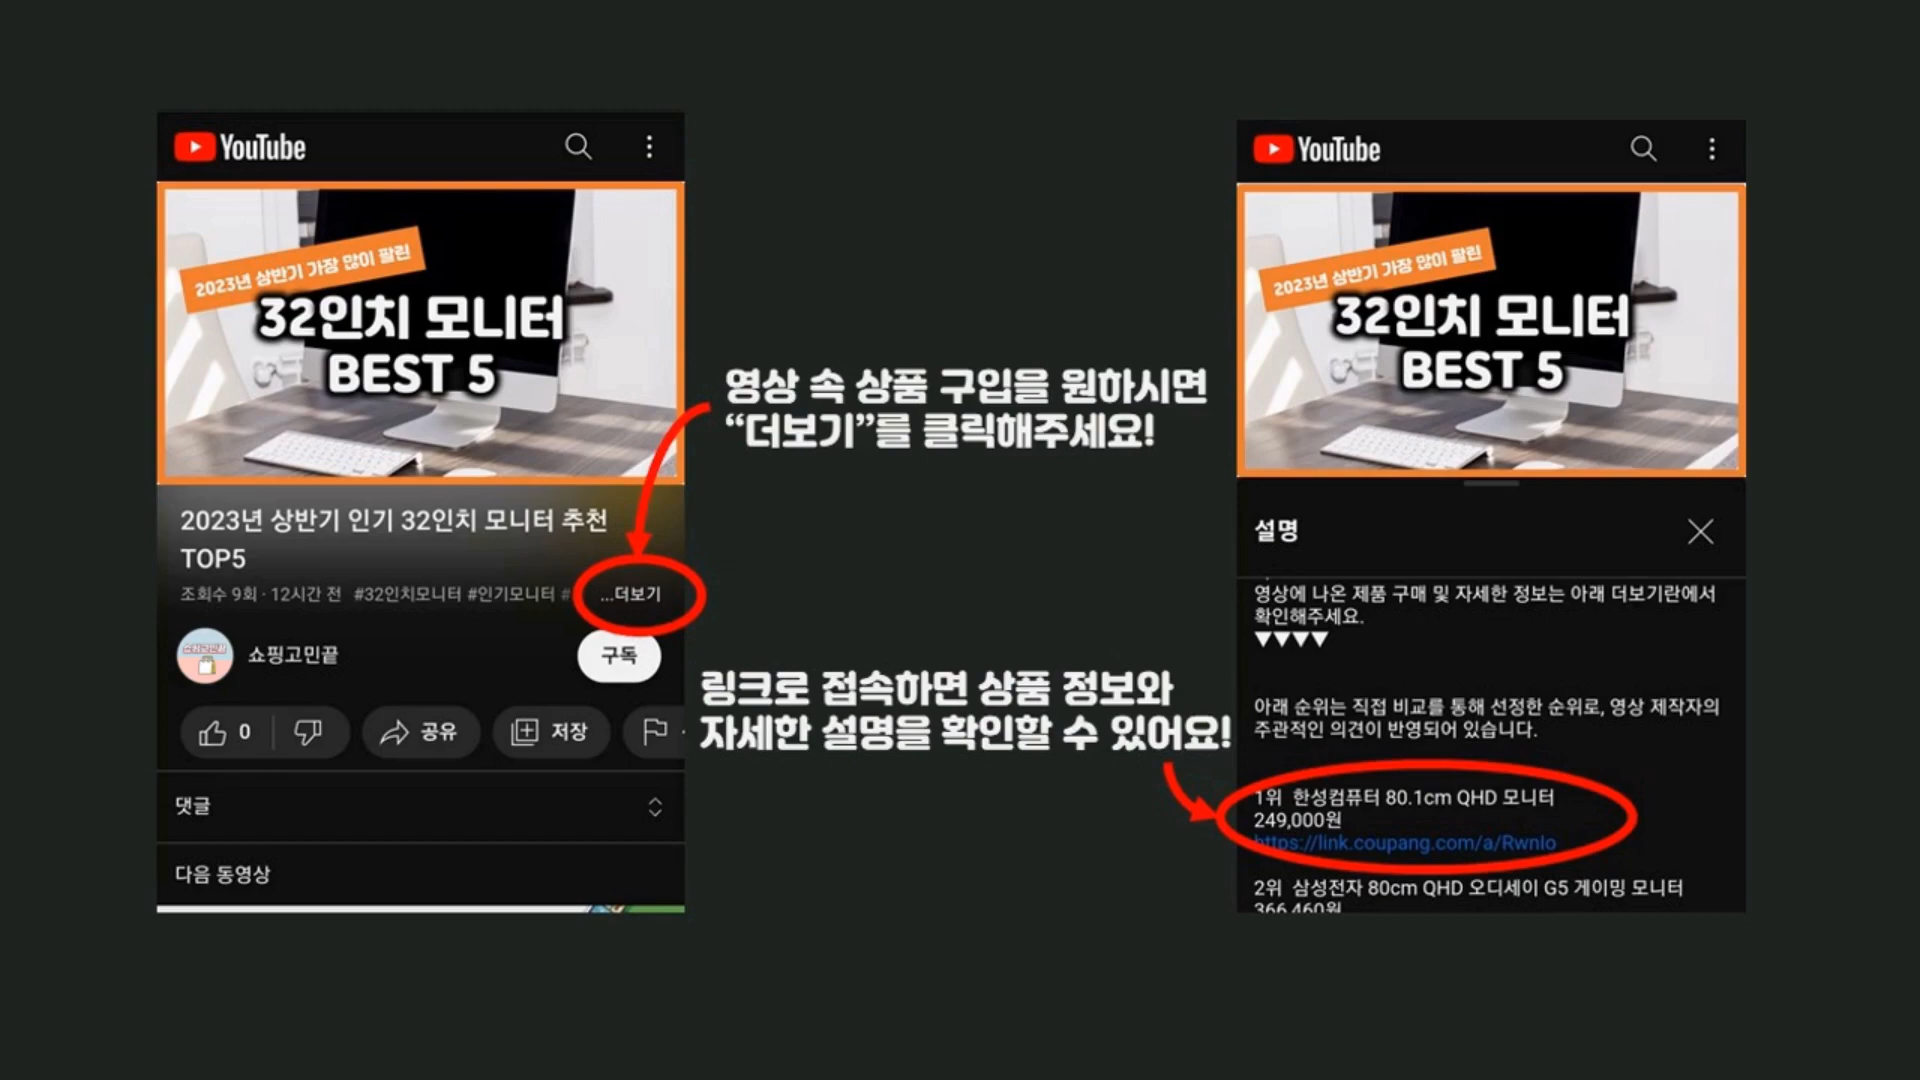 YouTube
2023년 상반기 가장 많이 팔린
32인치 모니터
BEST 5
2023년 상반기 인기 32인치 모니터 추천
TOP5
조회수 9회 · 12시간 전 #32인치모니터 #인기모니터 # ...더보기
쇼핑고민끝
쇼핑고민끝
구독
0
공유
저장
댓글
다음 동영상
영상 속 상품 구입을 원하시면
“더보기”를 클릭해주세요!
링크로 접속하면 상품 정보와
자세한 설명을 확인할 수 있어요!
YouTube
2023년 상반기 가장 많이 팔린
32인치 모니터
BEST 5
설명
영상에 나온 제품 구매 및 자세한 정보는 아래 더보기란에서
확인해주세요.
▼▼▼▼
아래 순위는 직접 비교를 통해 선정한 순위로, 영상 제작자의
주관적인 의견이 반영되어 있습니다.
1위 한성컴퓨터 80.1cm QHD 모니터
249,000원
https://link.coupang.com/a/RwnIo
2위 삼성전자 80cm QHD 오디세이 G5 게이밍 모니터
366,460원